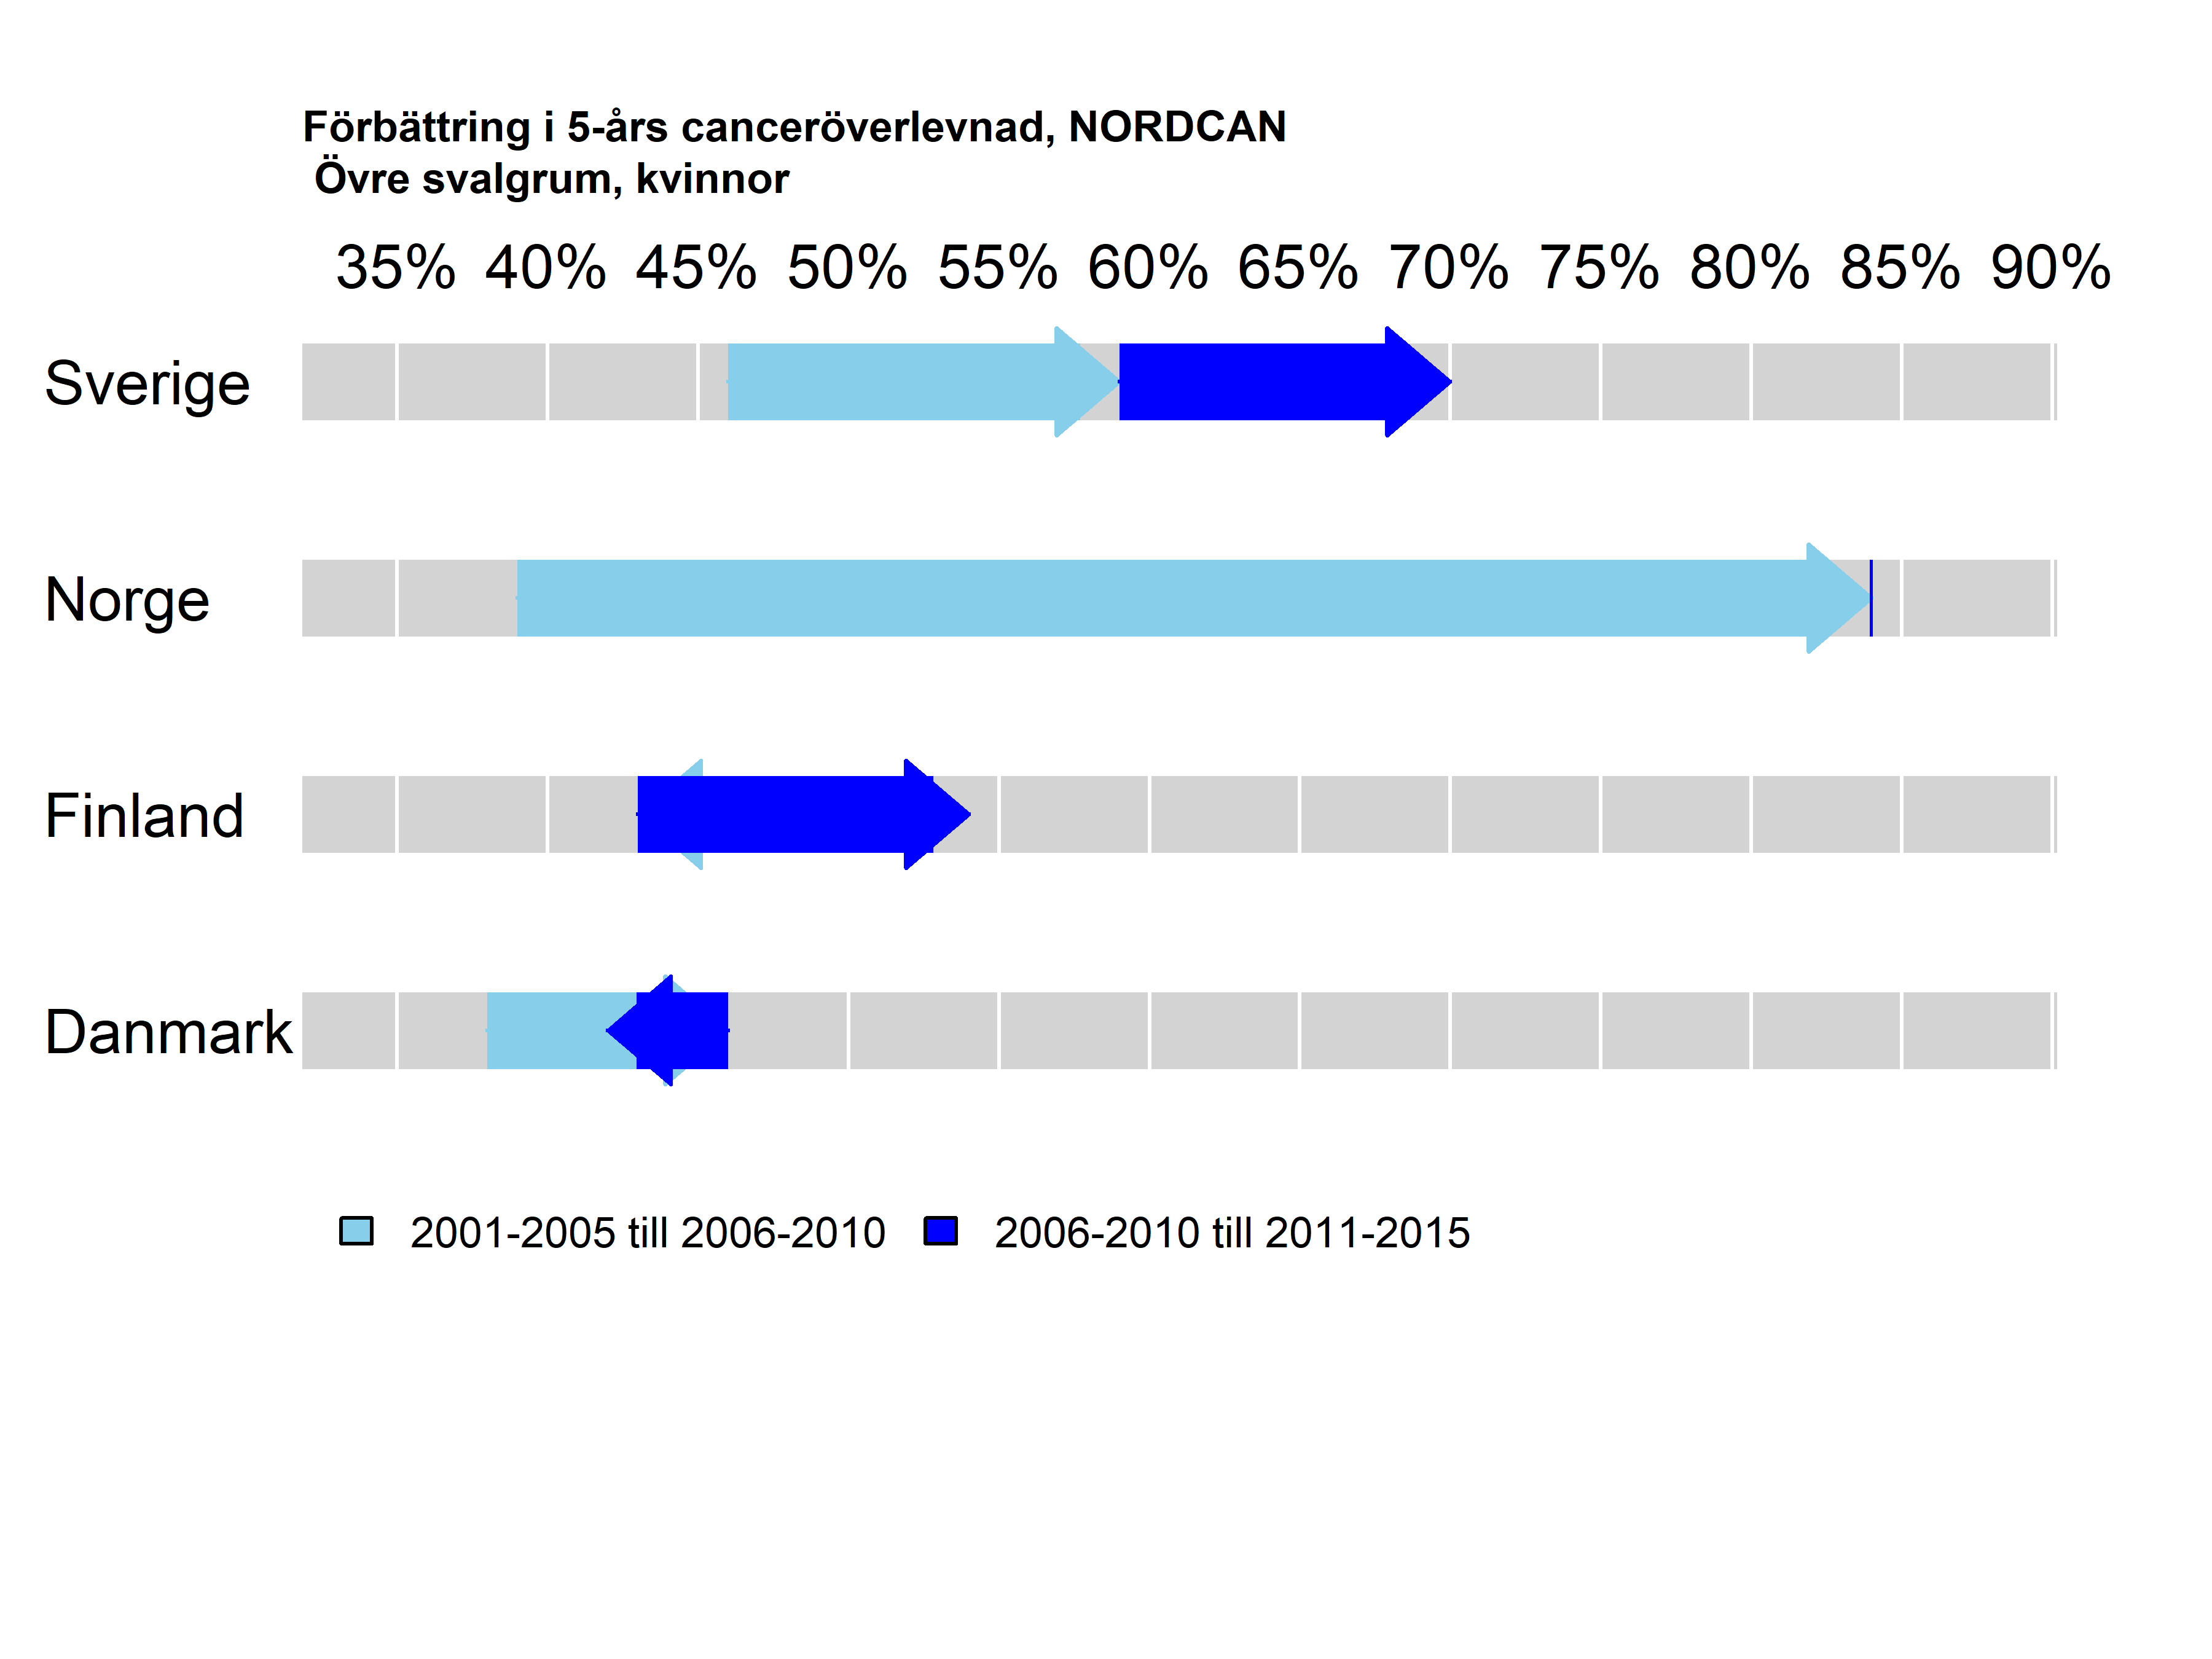 Förbättring i 5-års canceröverlevnad, NORDCAN
Övre svalgrum, kvinnor
35% 40% 45% 50% 55% 60% 65% 70% 75% 80% 85% 90%
Sverige
Norge
Finland
Danmark
2001-2005 till 2006-2010 2006-2010 till 2011-2015